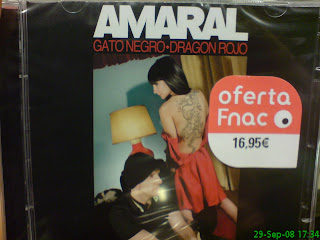 AMARAL
GATO NEGRO•DRAGON ROJO
oferta
Fnac
16,95€
29-Sep-08 17:34